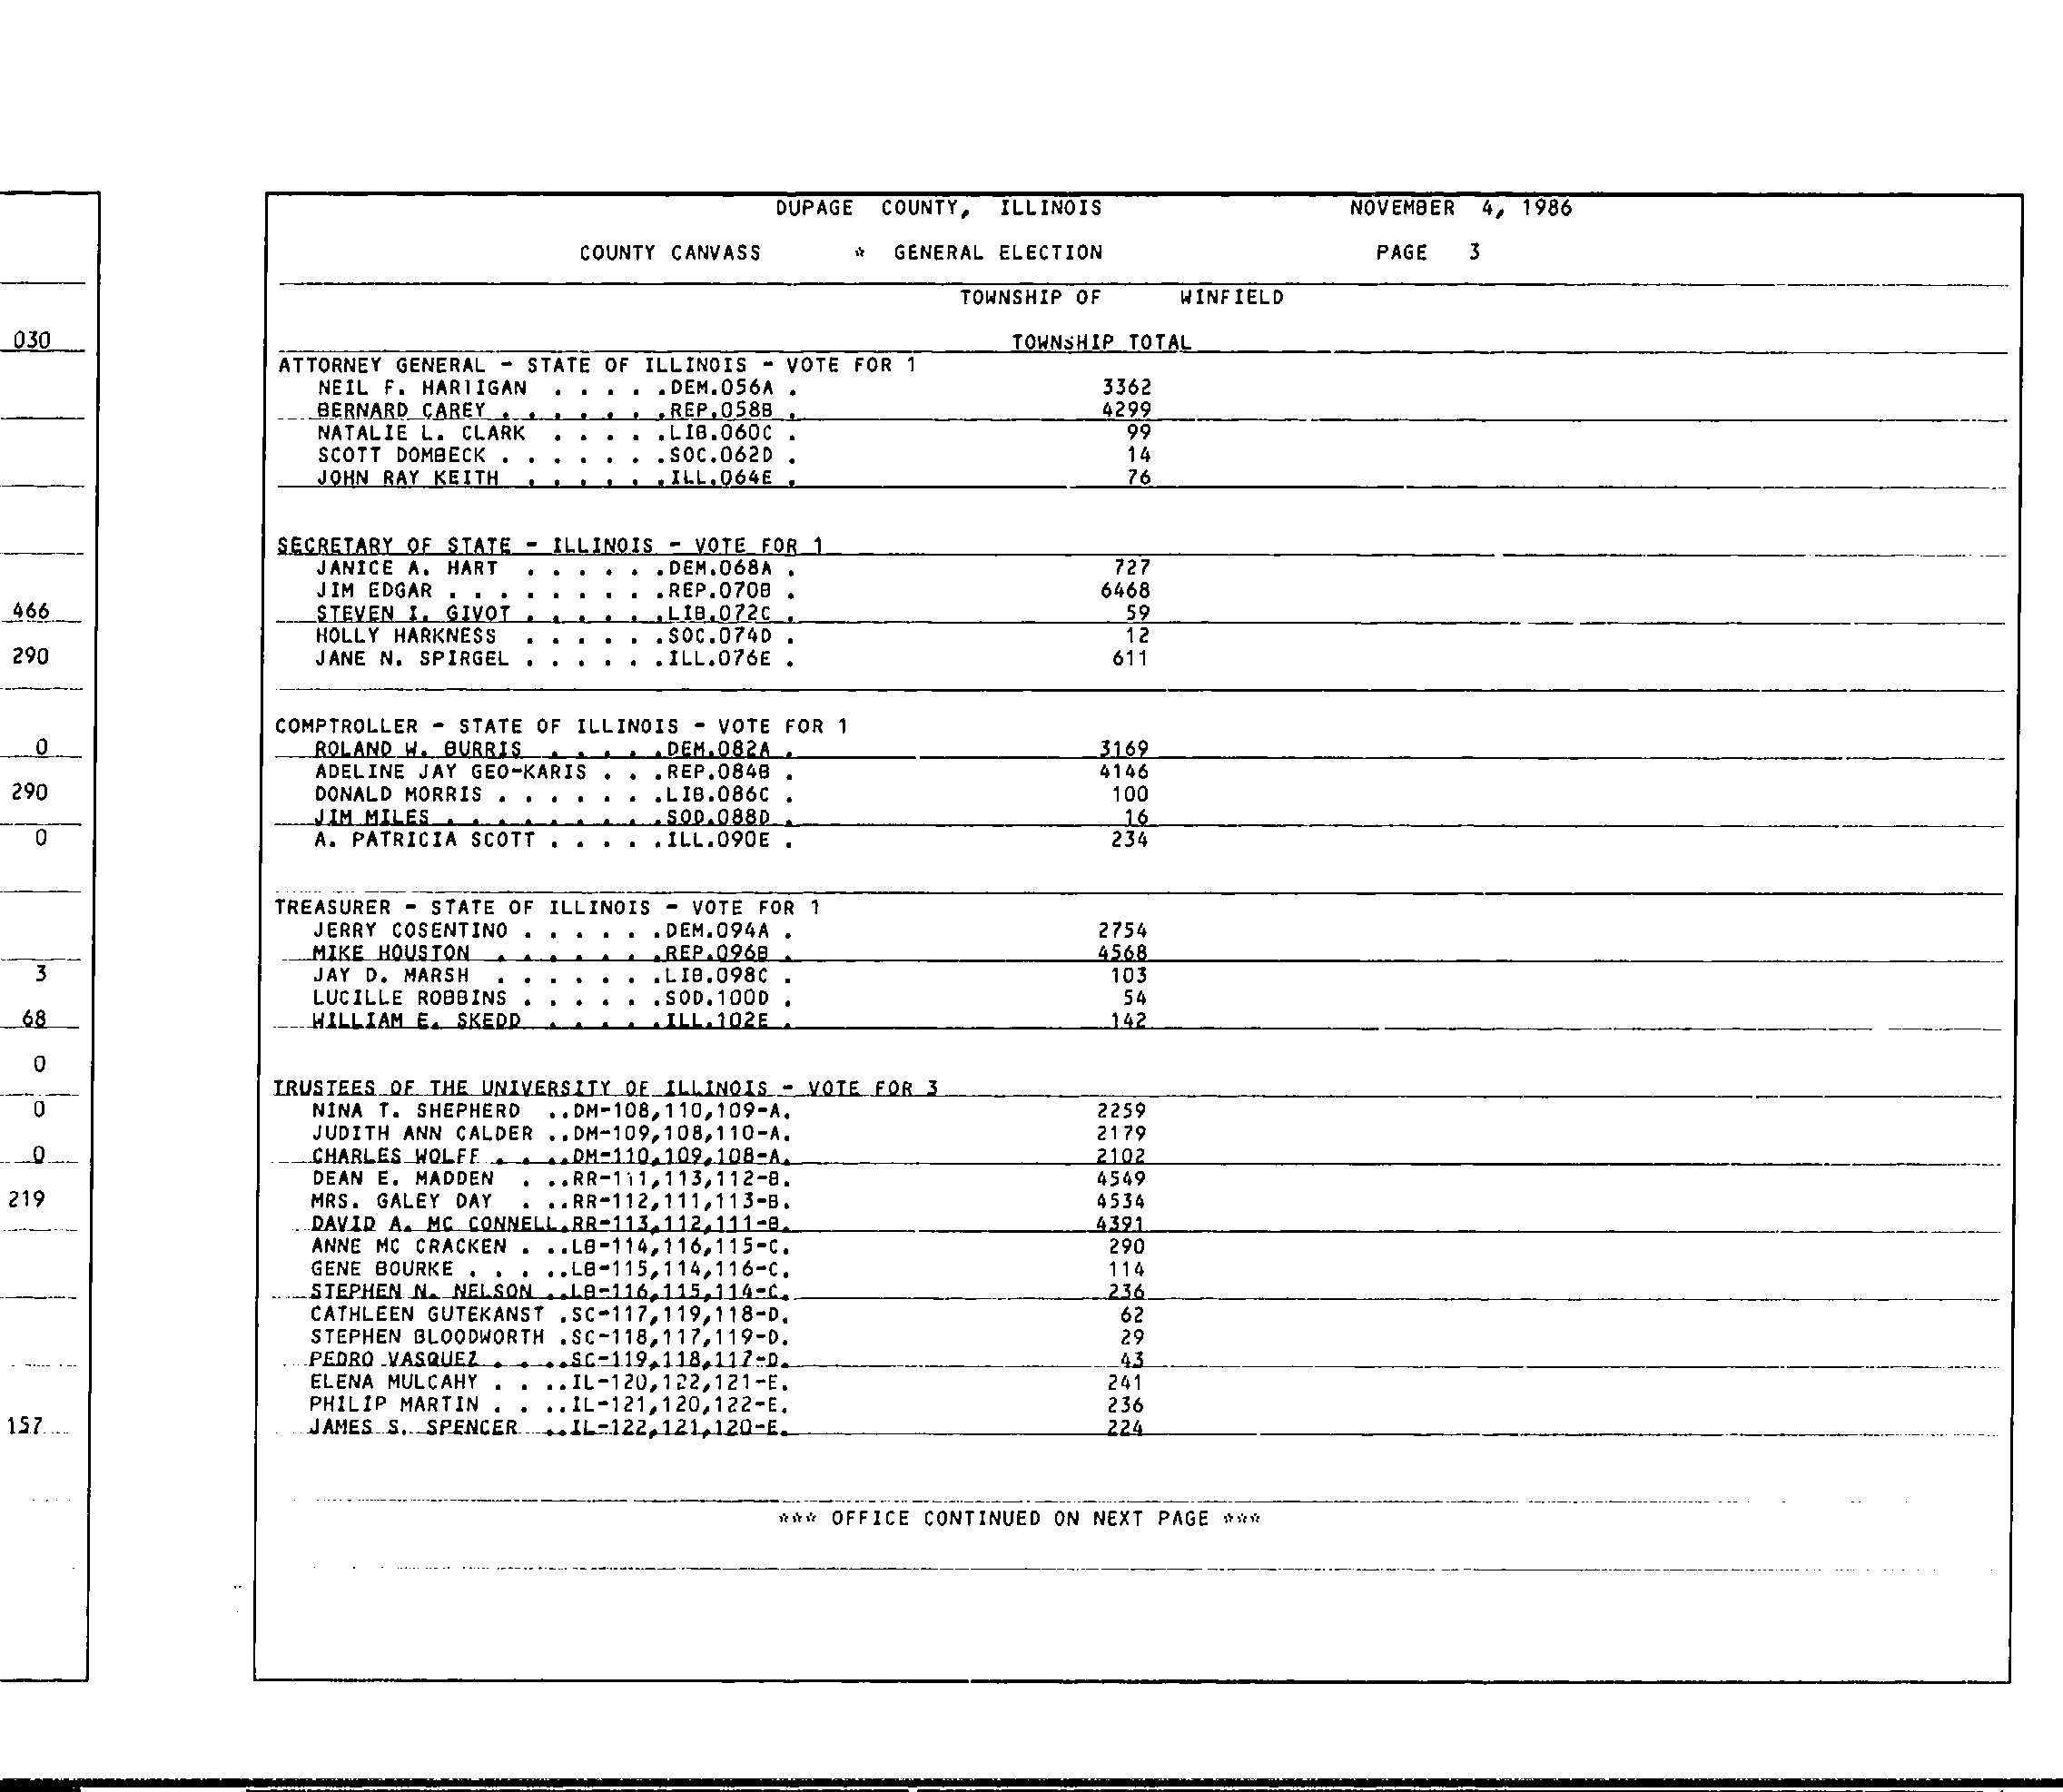 030
466
290
0
290
0
3
68
0
0
0
219
157
DUPAGE COUNTY, ILLINOIS NOVEMBER 4, 1986
COUNTY CANVASS * GENERAL ELECTION PAGE 3
TOWNSHIP OF WINFIELD
TOWNSHIP TOTAL
ATTORNEY GENERAL - STATE OF ILLINOIS - VOTE FOR 1
NEIL F. HARTIGAN . . . . .DEM.056A . 3362
BERNARD CAREY . . . . . . .REP.058B . 4299
NATALIE L. CLARK . . . . .LIB.060C . 99
SCOTT DOMBECK . . . . . . .SOC.062D . 14
JOHN RAY KEITH . . . . . .ILL.064E . 76
SECRETARY OF STATE - ILLINOIS - VOTE FOR 1
JANICE A. HART . . . . . .DEM.068A . 727
JIM EDGAR . . . . . . . . .REP.070B . 6468
STEVEN I. GIVOT . . . . . .LIB.072C . 59
HOLLY HARKNESS . . . . . .SOC.074D . 12
JANE N. SPIRGEL . . . . . .ILL.076E . 611
COMPTROLLER - STATE OF ILLINOIS - VOTE FOR 1
ROLAND W. BURRIS . . . . .DEM.082A . 3169
ADELINE JAY GEO-KARIS . . .REP.084B . 4146
DONALD MORRIS . . . . . . .LIB.086C . 100
JIM MILES . . . . . . . . .SOD.088D . 16
A. PATRICIA SCOTT . . . . .ILL.090E . 234
TREASURER - STATE OF ILLINOIS - VOTE FOR 1
JERRY COSENTINO . . . . . .DEM.094A . 2754
MIKE HOUSTON . . . . . . .REP.096B . 4568
JAY D. MARSH . . . . . . .LIB.098C . 103
LUCILLE ROBBINS . . . . . .SOD.100D . 54
WILLIAM E. SKEDD . . . . .ILL.102E . 142
TRUSTEES OF THE UNIVERSITY OF ILLINOIS - VOTE FOR 3
NINA T. SHEPHERD ..DM-108,110,109-A. 2259
JUDITH ANN CALDER ..DM-109,108,110-A. 2179
CHARLES WOLFF . . ..DM-110,109,108-A. 2102
DEAN E. MADDEN . ..RR-111,113,112-B. 4549
MRS. GALEY DAY . ..RR-112,111,113-B. 4534
DAVID A. MC CONNELL.RR-113,112,111-B. 4391
ANNE MC CRACKEN . ..LB-114,116,115-C. 290
GENE BOURKE . . . ..LB-115,114,116-C. 114
STEPHEN N. NELSON ..LB-116,115,114-C. 236
CATHLEEN GUTEKANST .SC-117,119,118-D. 62
STEPHEN BLOODWORTH .SC-118,117,119-D. 29
PEDRO VASQUEZ . . ..SC-119,118,117-D. 43
ELENA MULCAHY . . ..IL-120,122,121-E. 241
PHILIP MARTIN . . ..IL-121,120,122-E. 236
JAMES S. SPENCER ..IL-122,121,120-E. 224
*** OFFICE CONTINUED ON NEXT PAGE ***